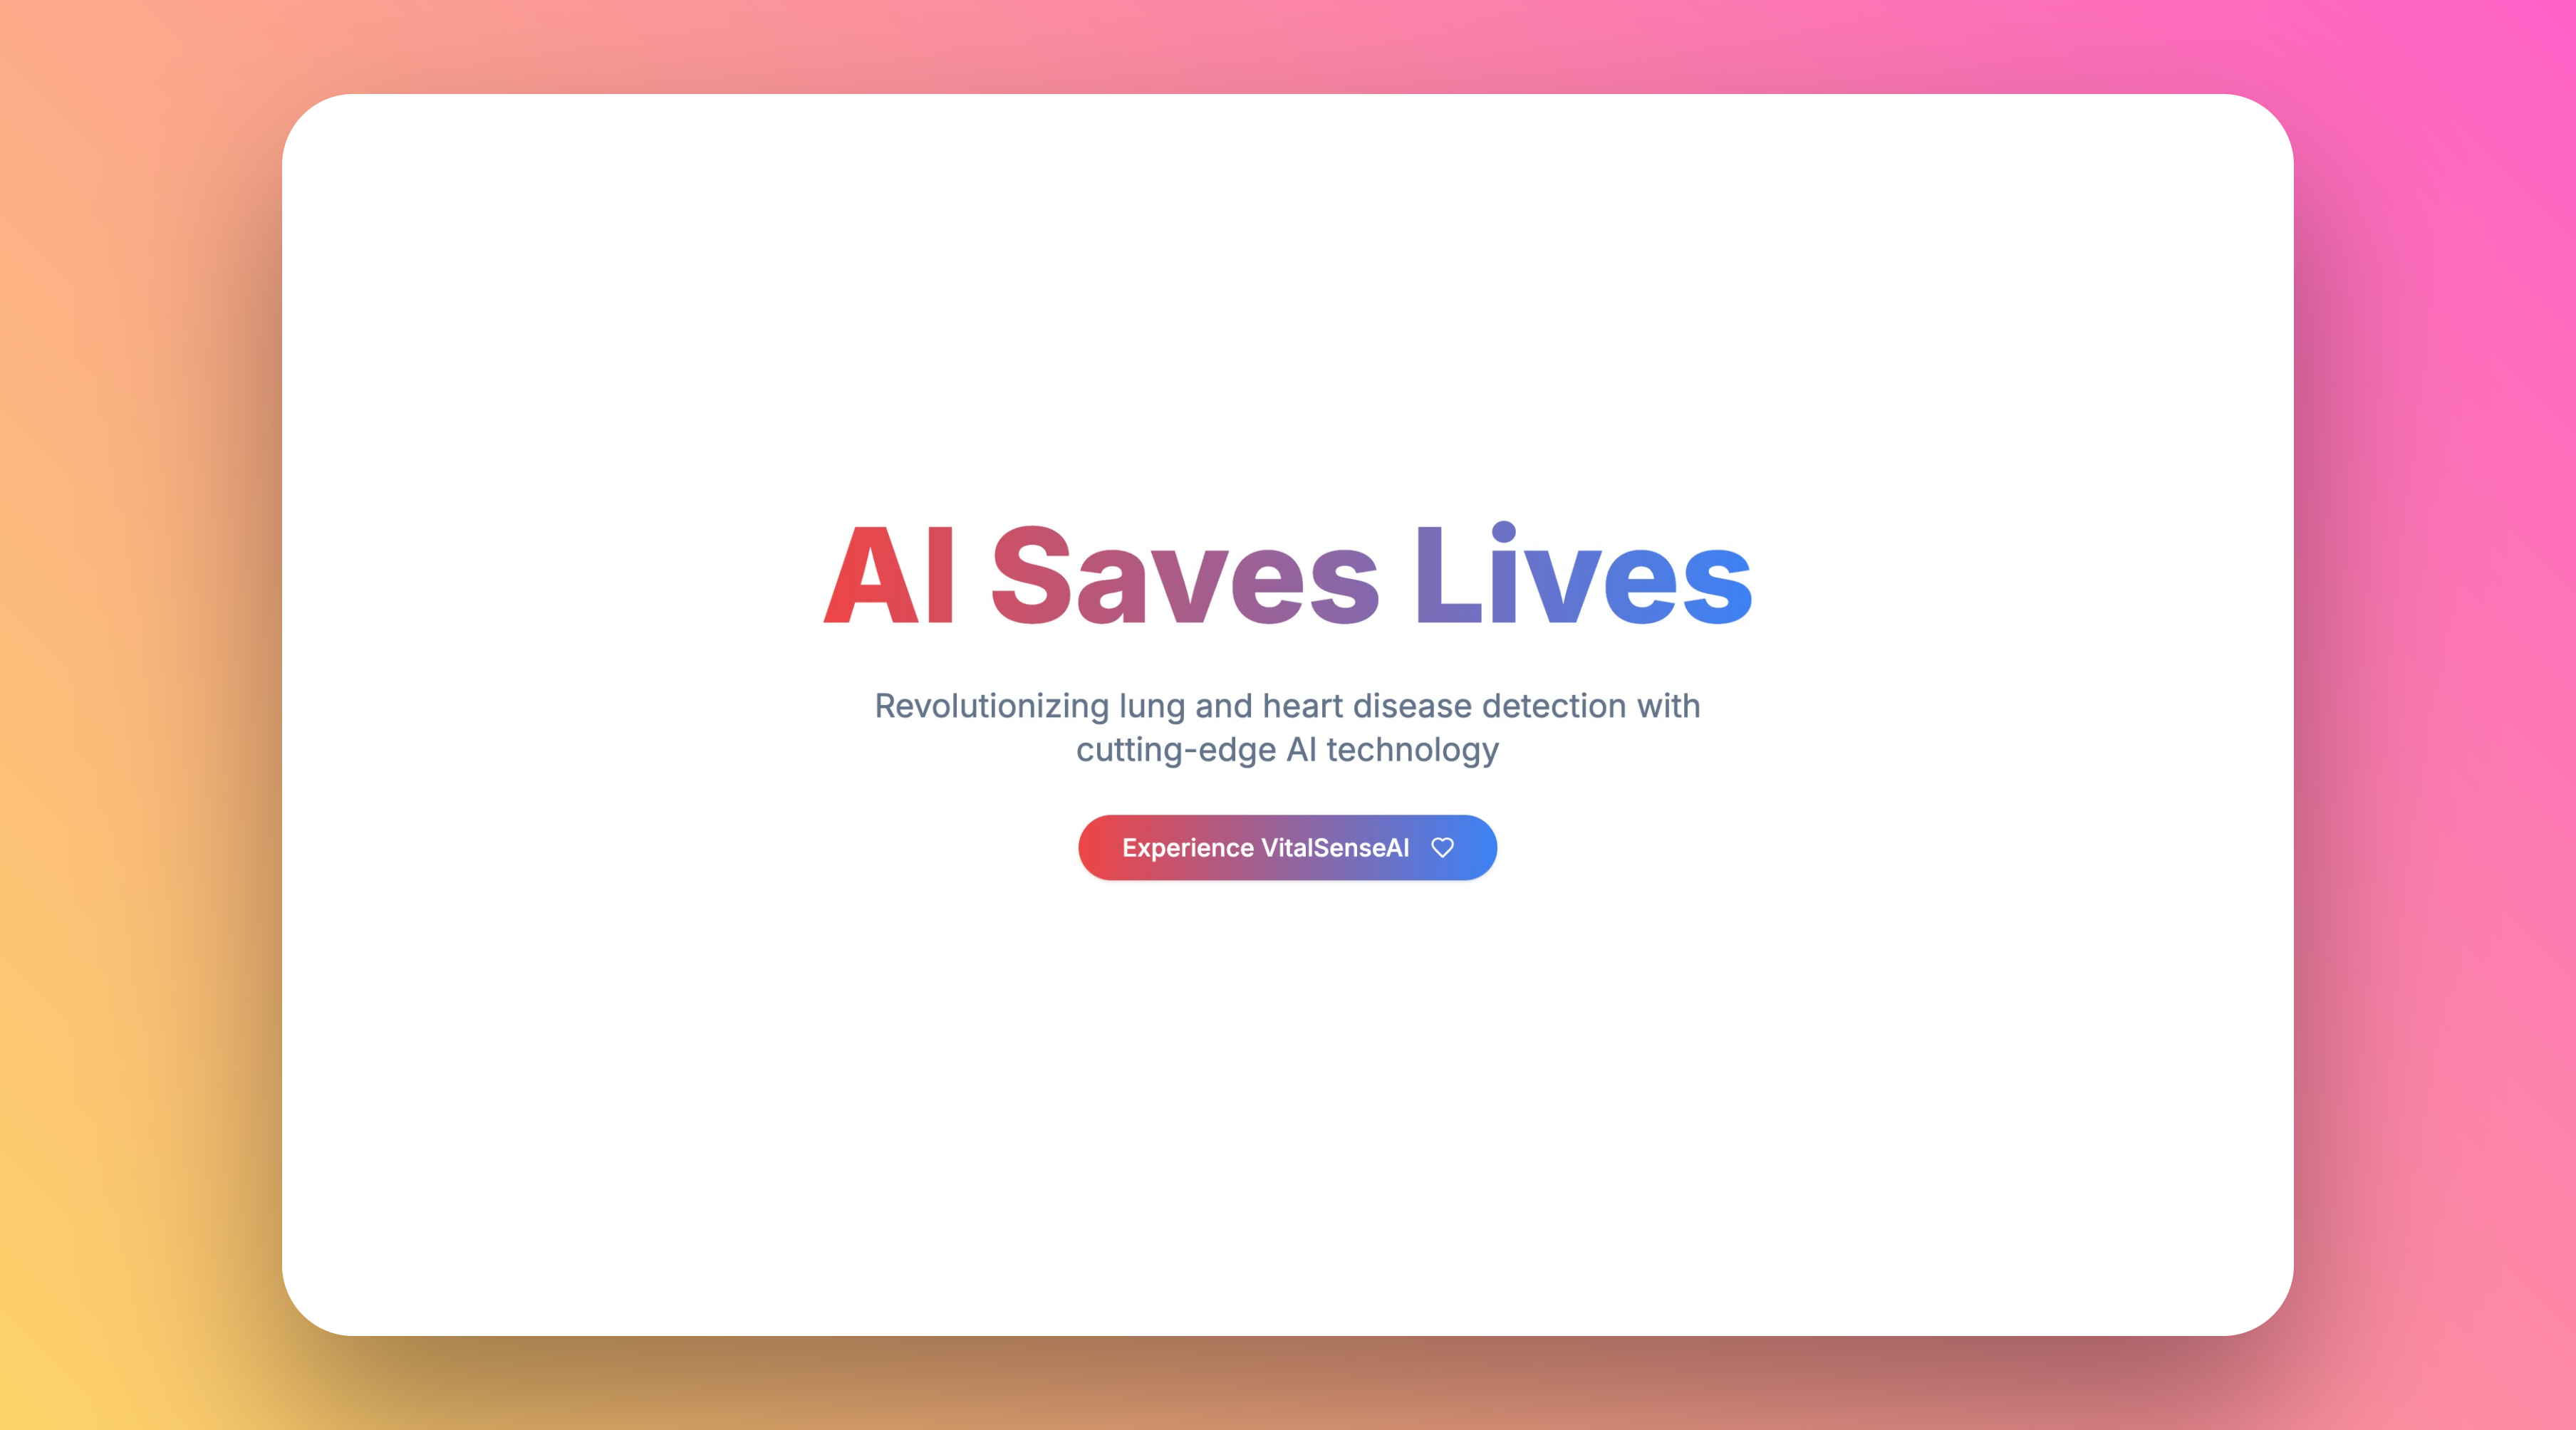 AI Saves Lives
Revolutionizing lung and heart disease detection with
cutting-edge AI technology
Experience VitalSenseAI